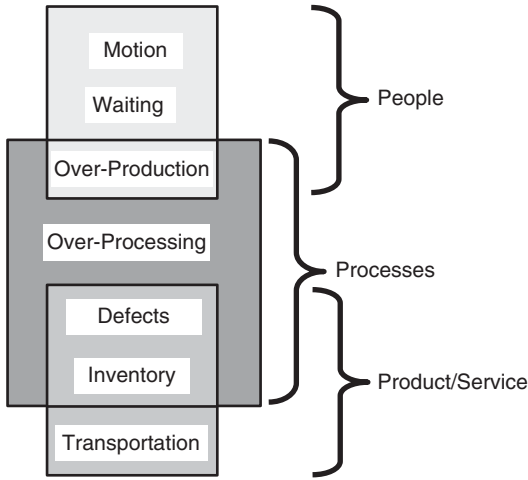 Motion
Waiting
Over-Production
Over-Processing
Defects
Inventory
Transportation
People
Processes
Product/Service